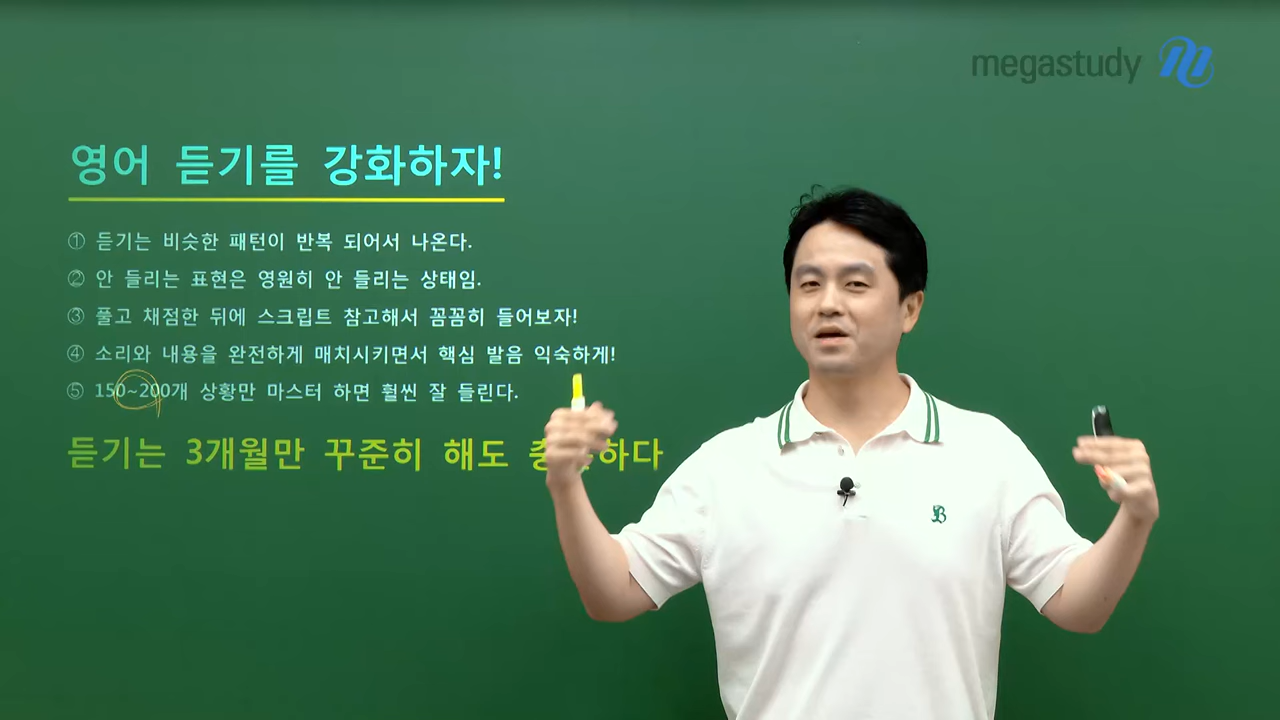 megastudy
영어 듣기를 강화하자!
① 듣기는 비슷한 패턴이 반복 되어서 나온다.
② 안 들리는 표현은 영원히 안 들리는 상태임.
③ 풀고 채점한 뒤에 스크립트 참고해서 꼼꼼히 들어보자!
④ 소리와 내용을 완전하게 매치시키면서 핵심 발음 익숙하게!
⑤ 150~200개 상황만 마스터 하면 훨씬 잘 들린다.
듣기는 3개월만 꾸준히 해도
B